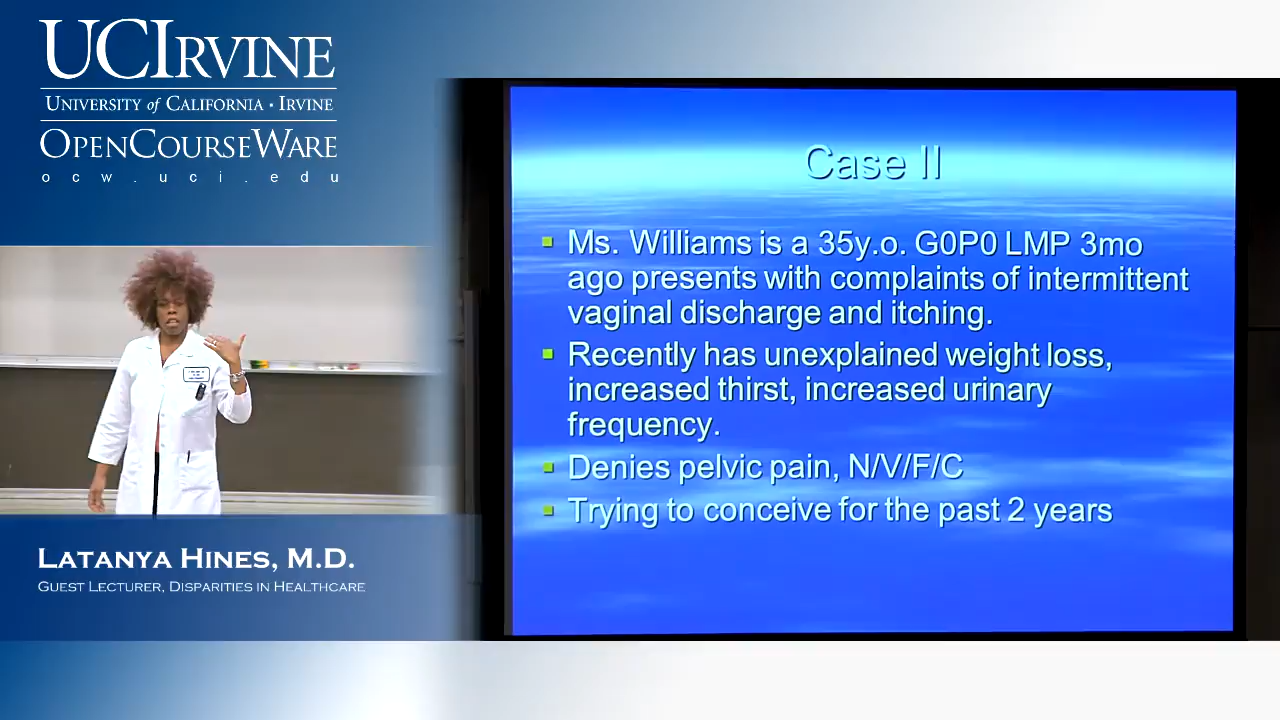 UCIRVINE
UNIVERSITY of CALIFORNIA · IRVINE
OPENCOURSEWARE
ocw.uci.edu
Case II
Ms. Williams is a 35y.o. G0P0 LMP 3mo
ago presents with complaints of intermittent
vaginal discharge and itching.
Recently has unexplained weight loss,
increased thirst, increased urinary
frequency.
Denies pelvic pain, N/V/F/C
Trying to conceive for the past 2 years
LATANYA HINES, M.D.
GUEST LECTURER, DISPARITIES IN HEALTHCARE